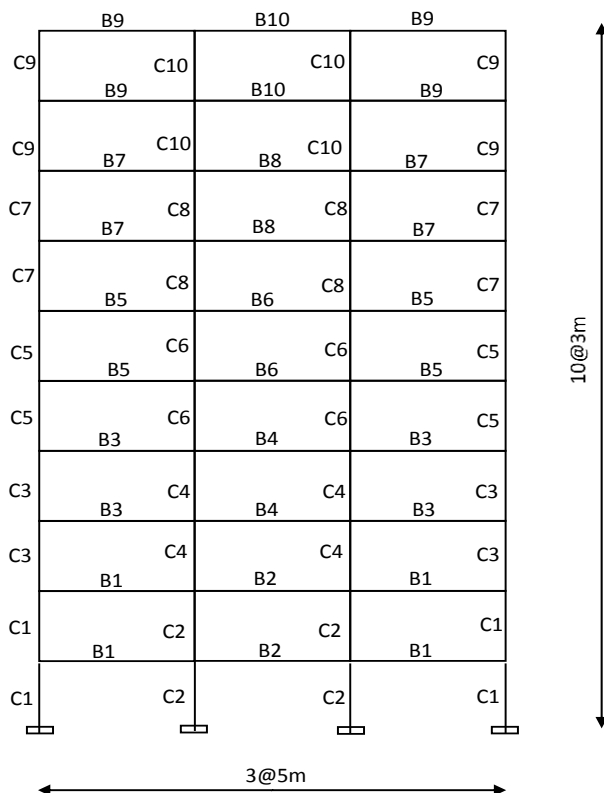 B9 B10 B9
C9 C10 C10 C9
B9 B10 B9
C9 C10 C10 C9
B7 B8 B7
C7 C8 C8 C7
B7 B8 B7
C7 C8 C8 C7
B5 B6 B5
C5 C6 C6 C5
B5 B6 B5
C5 C6 C6 C5
B3 B4 B3
C3 C4 C4 C3
B3 B4 B3
C3 C4 C4 C3
B1 B2 B1
C1 C2 C2 C1
B1 B2 B1
C1 C2 C2 C1
3@5m
10@3m